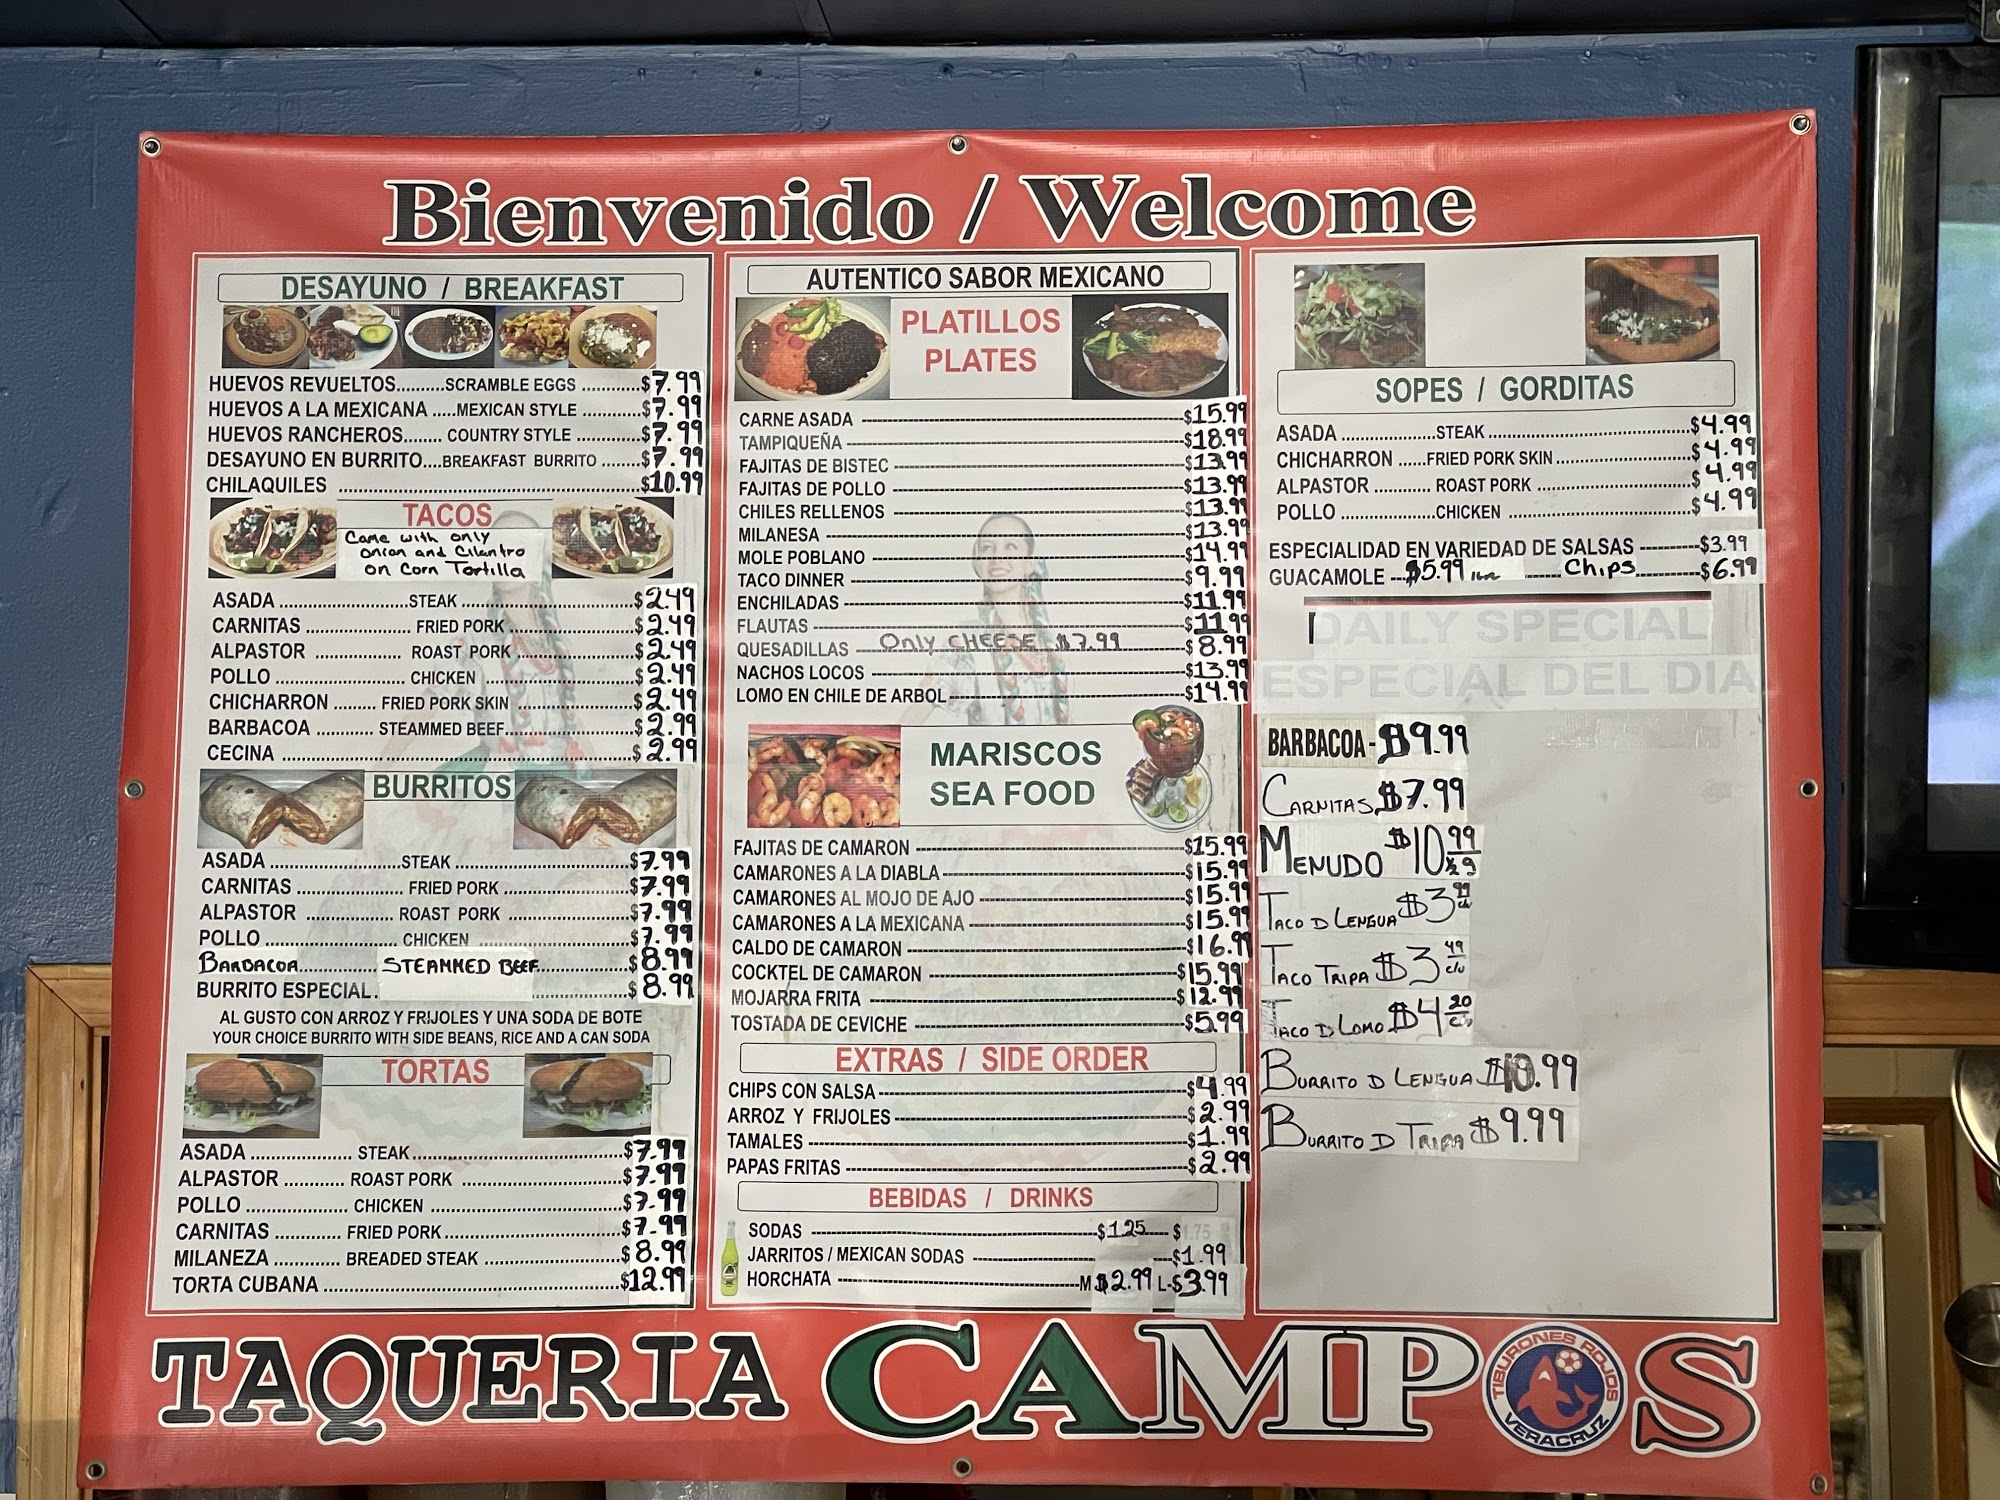 Bienvenido / Welcome
DESAYUNO / BREAKFAST
HUEVOS REVUELTOS.........SCRAMBLE EGGS ...........$7.99
HUEVOS A LA MEXICANA .....MEXICAN STYLE ...........$7.99
HUEVOS RANCHEROS........ COUNTRY STYLE .............$7.99
DESAYUNO EN BURRITO....BREAKFAST BURRITO ........$7.99
CHILAQUILES ..........................................................$10.99
TACOS
Come with only
onion and Cilantro
on Corn Tortilla
ASADA .........................STEAK .................................$2.49
CARNITAS .................... FRIED PORK ........................$2.49
ALPASTOR ................. ROAST PORK .......................$2.49
POLLO ......................... CHICKEN .............................$2.49
CHICHARRON ........ FRIED PORK SKIN ......................$2.49
BARBACOA ........... STEAMMED BEEF.......................$2.99
CECINA ...................................................................$2.99
BURRITOS
ASADA .........................STEAK .................................$7.99
CARNITAS .................... FRIED PORK ........................$7.99
ALPASTOR ................. ROAST PORK .......................$7.99
POLLO ......................... CHICKEN .............................$7.99
BARBACOA.............. STEAMMED BEEF...................$8.99
BURRITO ESPECIAL. ....................$8.99
AL GUSTO CON ARROZ Y FRIJOLES Y UNA SODA DE BOTE
YOUR CHOICE BURRITO WITH SIDE BEANS, RICE AND A CAN SODA
TORTAS
ASADA ..................... STEAK........................................$7.99
ALPASTOR ............ ROAST PORK ................................$7.99
POLLO .................... CHICKEN .....................................$7.99
CARNITAS ............. FRIED PORK .................................$7.99
MILANEZA ............. BREADED STEAK .........................$8.99
TORTA CUBANA ..........................................................$12.99
AUTENTICO SABOR MEXICANO
PLATILLOS
PLATES
CARNE ASADA ------------------------------$15.99
TAMPIQUEÑA ------------------------------$18.99
FAJITAS DE BISTEC ------------------------------$13.99
FAJITAS DE POLLO ------------------------------$13.99
CHILES RELLENOS ------------------------------$13.99
MILANESA ------------------------------$13.99
MOLE POBLANO ------------------------------$14.99
TACO DINNER ------------------------------$9.99
ENCHILADAS ------------------------------$11.99
FLAUTAS ------------------------------$11.99
QUESADILLAS --- Only CHEESE $7.99 ---$8.99
NACHOS LOCOS ------------------------------$13.99
LOMO EN CHILE DE ARBOL ------------------------------$14.99
MARISCOS
SEA FOOD
FAJITAS DE CAMARON ------------------------------$15.99
CAMARONES A LA DIABLA------------------------------$15.99
CAMARONES AL MOJO DE AJO ------------------------------$15.99
CAMARONES A LA MEXICANA ------------------------------$15.99
CALDO DE CAMARON ------------------------------$16.99
COCKTEL DE CAMARON ------------------------------$15.99
MOJARRA FRITA ------------------------------$12.99
TOSTADA DE CEVICHE ------------------------------$5.99
EXTRAS / SIDE ORDER
CHIPS CON SALSA------------------------------$4.99
ARROZ Y FRIJOLES------------------------------$2.99
TAMALES ------------------------------$1.99
PAPAS FRITAS ------------------------------$2.99
BEBIDAS / DRINKS
SODAS ------------------------------$1.25----- $1.75
JARRITOS / MEXICAN SODAS ------------------------------$1.99
HORCHATA ------------------------------M $2.99 L-$3.99
SOPES / GORDITAS
ASADA .....................STEAK .............................................$4.99
CHICHARRON ......FRIED PORK SKIN ..............................$4.99
ALPASTOR ............. ROAST PORK ..................................$4.99
POLLO .....................CHICKEN .........................................$4.99
ESPECIALIDAD EN VARIEDAD DE SALSAS -----------$3.99
GUACAMOLE --$5.99 ....... Chips..........--$6.99
DAILY SPECIAL
ESPECIAL DEL DIA
BARBACOA - $9.99
CARNITAS $7.99
MENUDO $10.99 ½ g
TACO D LENGUA $3.99 c/u
TACO TRIPA $3.49 c/u
TACO D LOMO $4.20 c/u
BURRITO D LENGUA $10.99
BURRITO D TRIPA $9.99
TAQUERIA CAMPOS
TIBURONES ROJOS
VERACRUZ